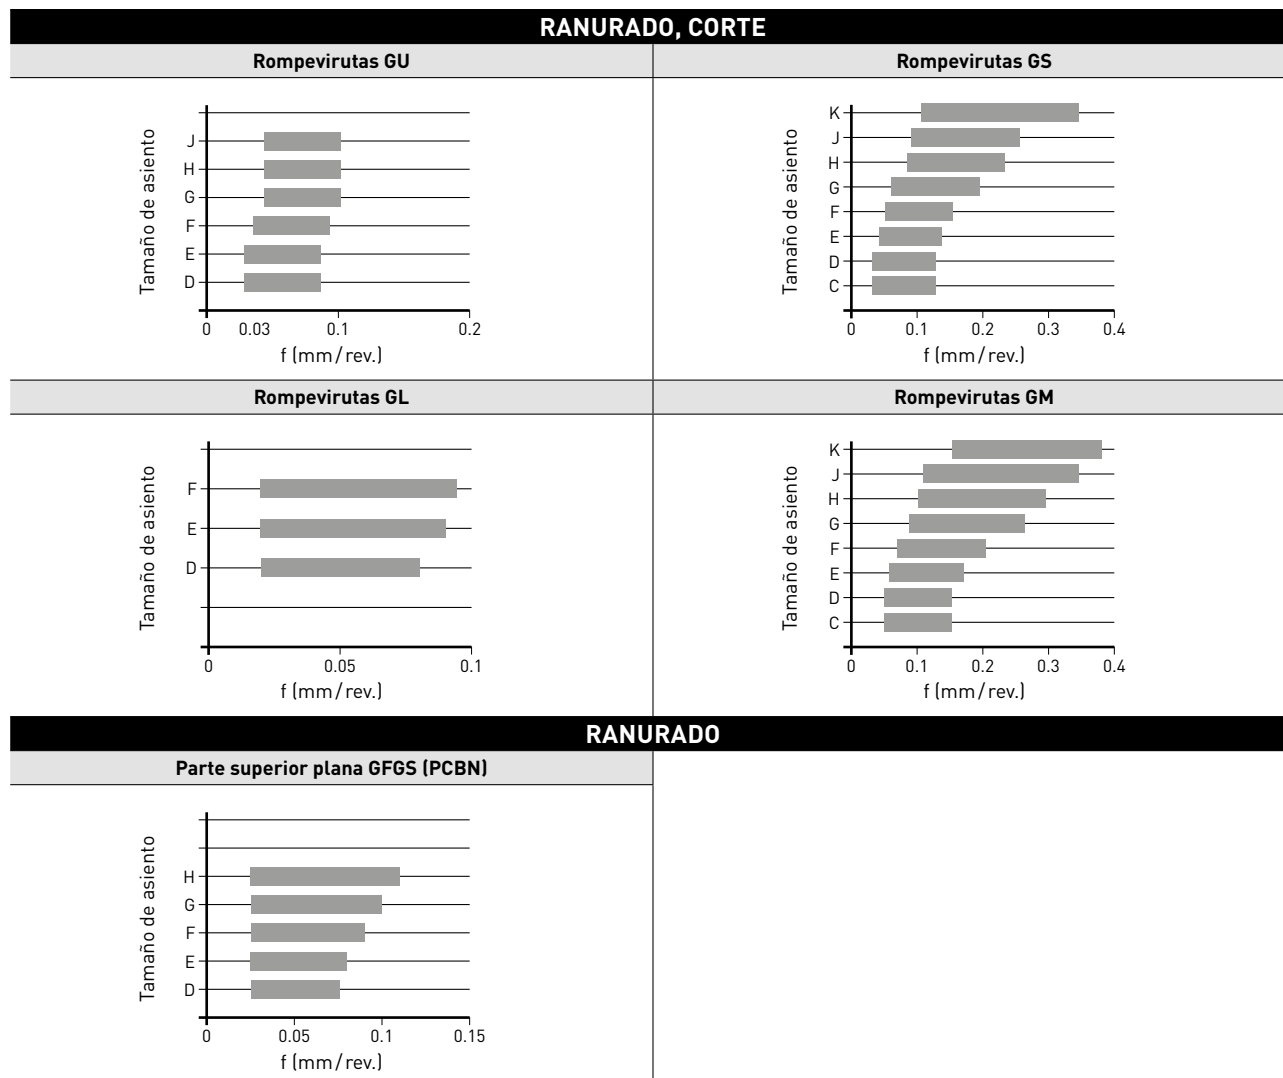 RANURADO, CORTE
Rompevirutas GU
Tamaño de asiento
J
H
G
F
E
D
0 0.03 0.1 0.2
f (mm/rev.)
Rompevirutas GS
Tamaño de asiento
K
J
H
G
F
E
D
C
0 0.1 0.2 0.3 0.4
f (mm/rev.)
Rompevirutas GL
Tamaño de asiento
F
E
D
0 0.05 0.1
f (mm/rev.)
Rompevirutas GM
Tamaño de asiento
K
J
H
G
F
E
D
C
0 0.1 0.2 0.3 0.4
f (mm/rev.)
RANURADO
Parte superior plana GFGS (PCBN)
Tamaño de asiento
H
G
F
E
D
0 0.05 0.1 0.15
f (mm/rev.)